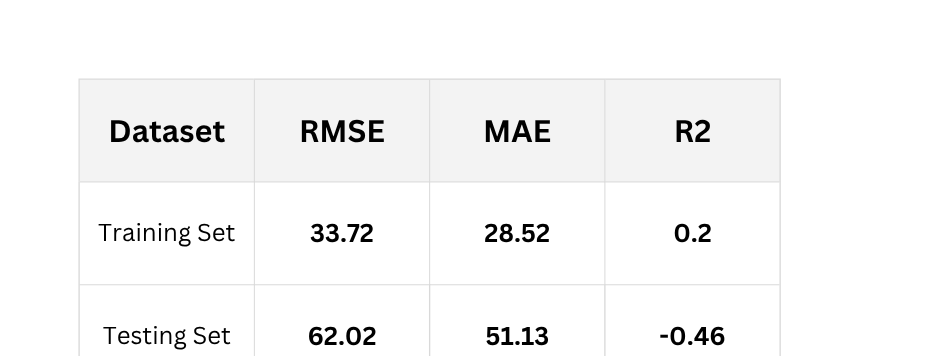 Dataset RMSE MAE R2
Training Set 33.72 28.52 0.2
Testing Set 62.02 51.13 -0.46